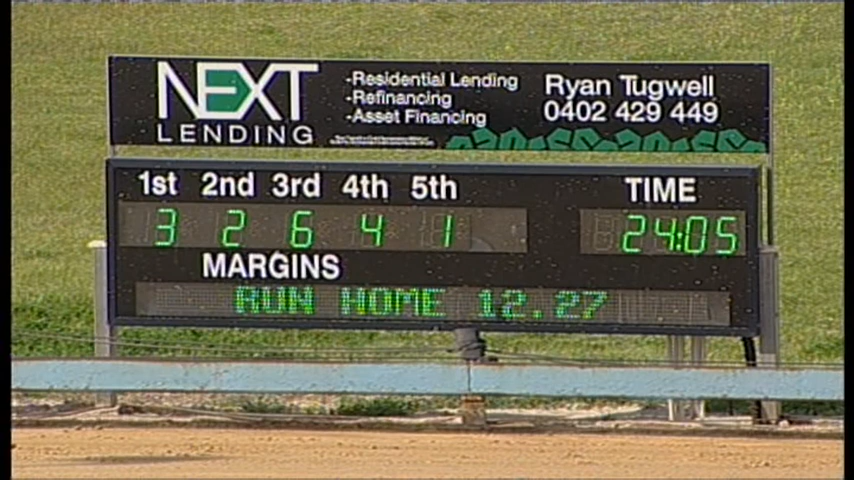 NEXT
LENDING
-Residential Lending
-Refinancing
-Asset Financing
Ryan Tugwell
0402 429 449
1st 2nd 3rd 4th 5th TIME
3 2 6 4 1 24:05
MARGINS
RUN HOME 12.27